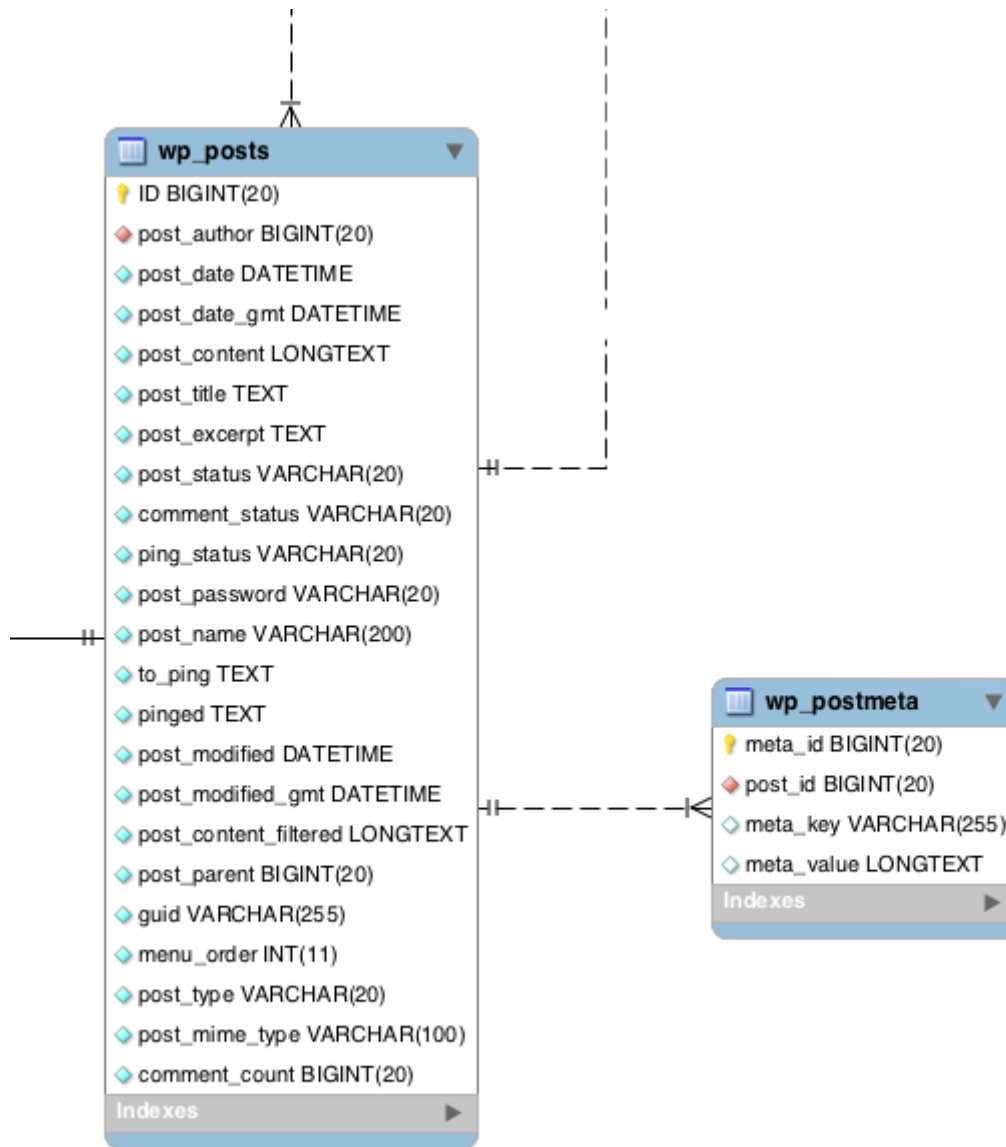 wp_posts
ID BIGINT(20)
post_author BIGINT(20)
post_date DATETIME
post_date_gmt DATETIME
post_content LONGTEXT
post_title TEXT
post_excerpt TEXT
post_status VARCHAR(20)
comment_status VARCHAR(20)
ping_status VARCHAR(20)
post_password VARCHAR(20)
post_name VARCHAR(200)
to_ping TEXT
pinged TEXT
post_modified DATETIME
post_modified_gmt DATETIME
post_content_filtered LONGTEXT
post_parent BIGINT(20)
guid VARCHAR(255)
menu_order INT(11)
post_type VARCHAR(20)
post_mime_type VARCHAR(100)
comment_count BIGINT(20)
Indexes
wp_postmeta
meta_id BIGINT(20)
post_id BIGINT(20)
meta_key VARCHAR(255)
meta_value LONGTEXT
Indexes